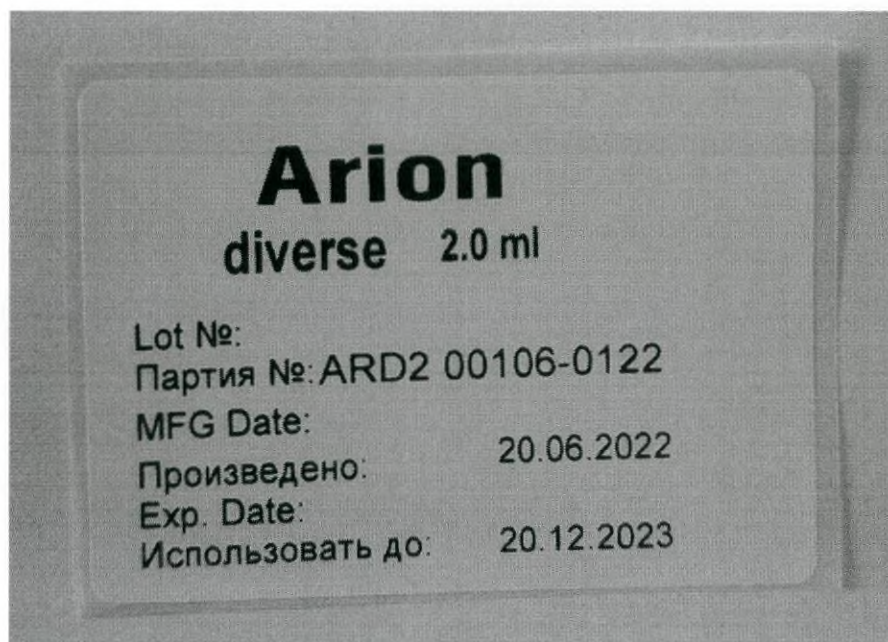 Arion
diverse 2.0 ml
Lot №:
Партия №: ARD2 00106-0122
MFG Date:
Произведено: 20.06.2022
Exp. Date:
Использовать до: 20.12.2023